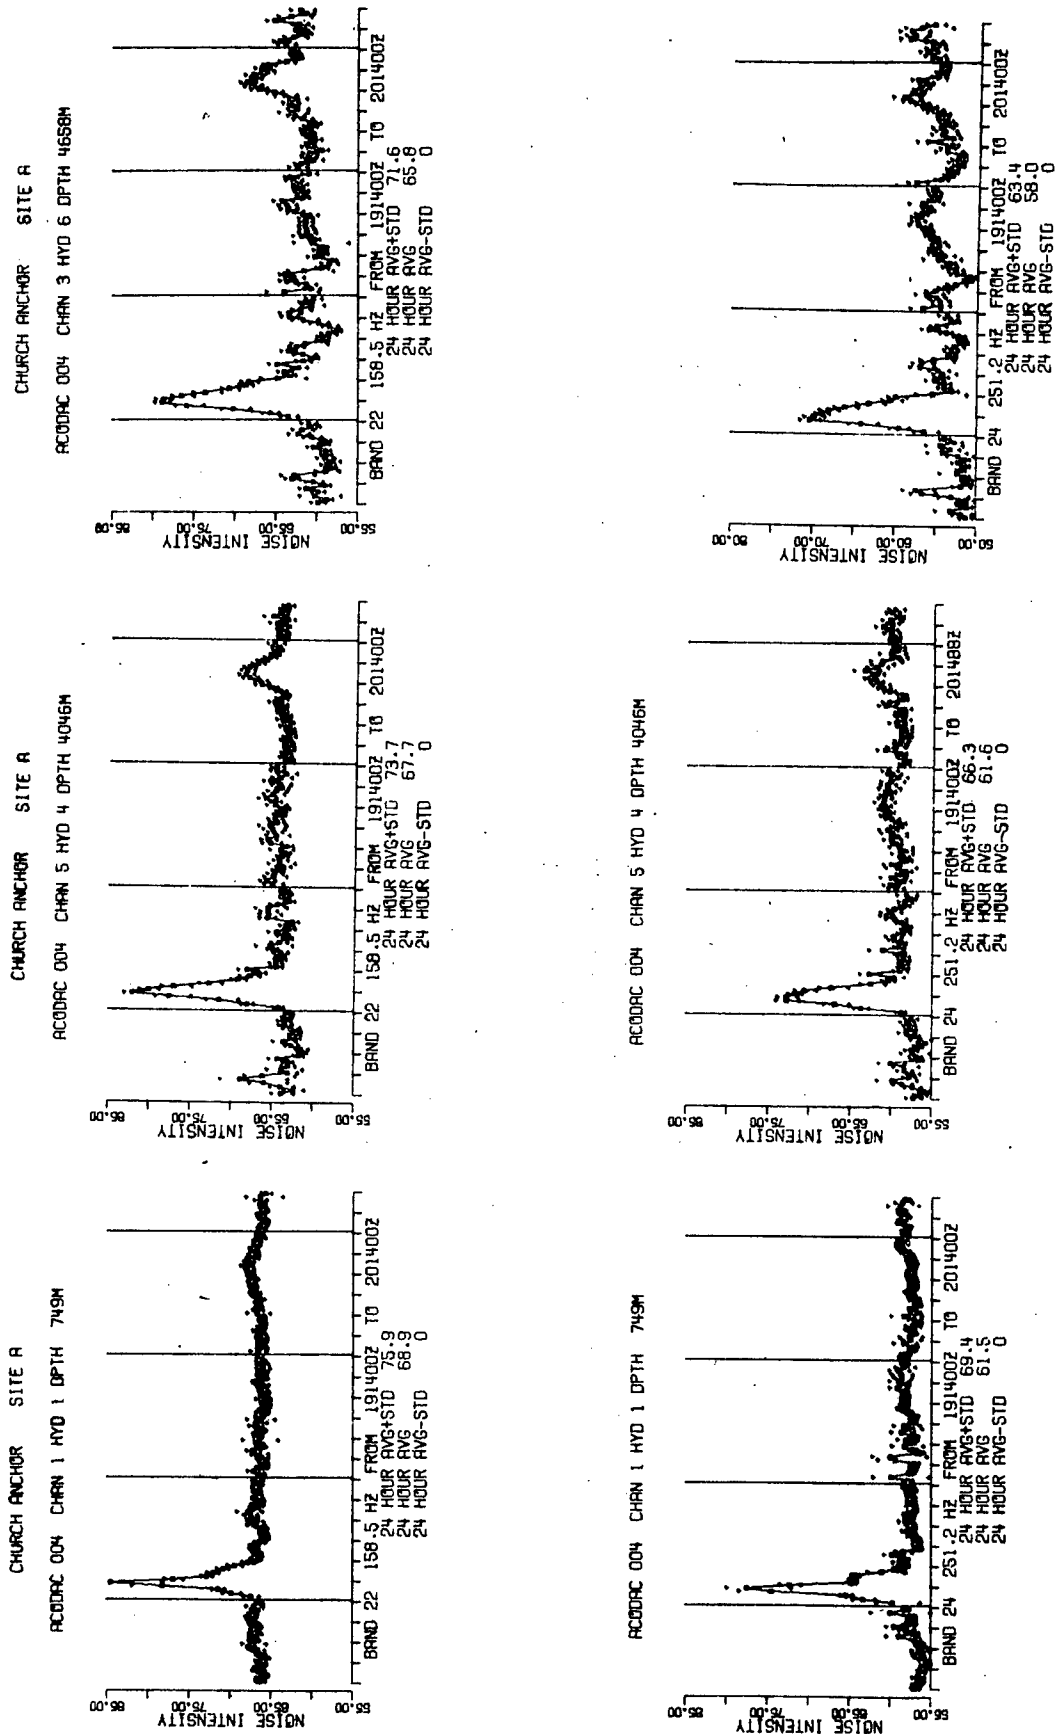 CHURCH ANCHOR SITE A
ACODAC 004 CHAN 1 HYD 1 DPTH 749M
NOISE INTENSITY
85.00
75.00
65.00
55.00
BAND 22 158.5 HZ FROM 191400Z TO 201400Z
24 HOUR AVG+STD 75.9
24 HOUR AVG 68.9
24 HOUR AVG-STD 0
ACODAC 004 CHAN 1 HYD 1 DPTH 749M
NOISE INTENSITY
85.00
75.00
65.00
55.00
BAND 24 251.2 HZ FROM 191400Z TO 201400Z
24 HOUR AVG+STD 69.4
24 HOUR AVG 61.5
24 HOUR AVG-STD 0
CHURCH ANCHOR SITE A
ACODAC 004 CHAN 5 HYD 4 DPTH 4046M
NOISE INTENSITY
85.00
75.00
65.00
55.00
BAND 22 158.5 HZ FROM 191400Z TO 201400Z
24 HOUR AVG+STD 73.7
24 HOUR AVG 67.7
24 HOUR AVG-STD 0
ACODAC 004 CHAN 5 HYD 4 DPTH 4046M
NOISE INTENSITY
85.00
75.00
65.00
55.00
BAND 24 251.2 HZ FROM 191400Z TO
24 HOUR AVG+STD 66.3
24 HOUR AVG 61.6
24 HOUR AVG-STD 0
CHURCH ANCHOR SITE A
ACODAC 004 CHAN 3 HYD 6 DPTH 4658M
NOISE INTENSITY
85.00
75.00
65.00
55.00
BAND 22 158.5 HZ FROM 191400Z TO 201400Z
24 HOUR AVG+STD 71.6
24 HOUR AVG 65.8
24 HOUR AVG-STD 0
NOISE INTENSITY
80.00
70.00
60.00
50.00
BAND 24 251.2 HZ FROM 191400Z TO 201400Z
24 HOUR AVG+STD 63.4
24 HOUR AVG 58.0
24 HOUR AVG-STD 0